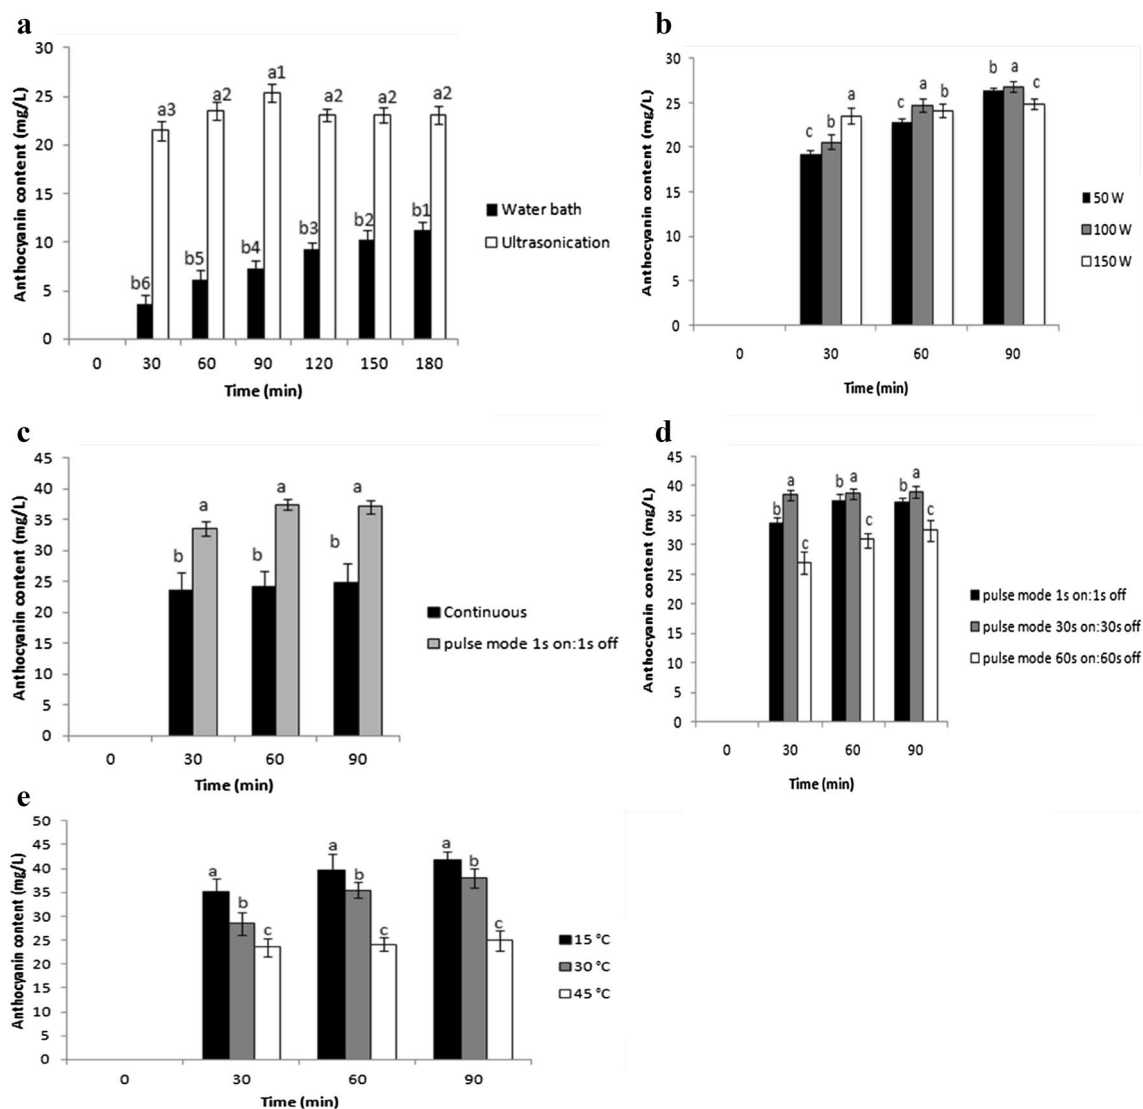 a
30
25
20
15
10
5
0
Anthocyanin content (mg/L)
b6 a3 b5 a2 b4 a1 b3 a2 b2 a2 b1 a2
0 30 60 90 120 150 180
Time (min)
Water bath
Ultrasonication
b
30
25
20
15
10
5
0
Anthocyanin content (mg/L)
c b a c a b b a c
0 30 60 90
Time (min)
50 W
100 W
150 W
c
45
40
35
30
25
20
15
10
5
0
Anthocyanin content (mg/L)
b a b a b a
0 30 60 90
Time (min)
Continuous
pulse mode 1s on:1s off
d
45
40
35
30
25
20
15
10
5
0
Anthocyanin content (mg/L)
b a c b a c b a c
0 30 60 90
Time (min)
pulse mode 1s on:1s off
pulse mode 30s on:30s off
pulse mode 60s on:60s off
e
50
45
40
35
30
25
20
15
10
5
0
Anthocyanin content (mg/L)
a b c a b c a b c
0 30 60 90
Time (min)
15 °C
30 °C
45 °C